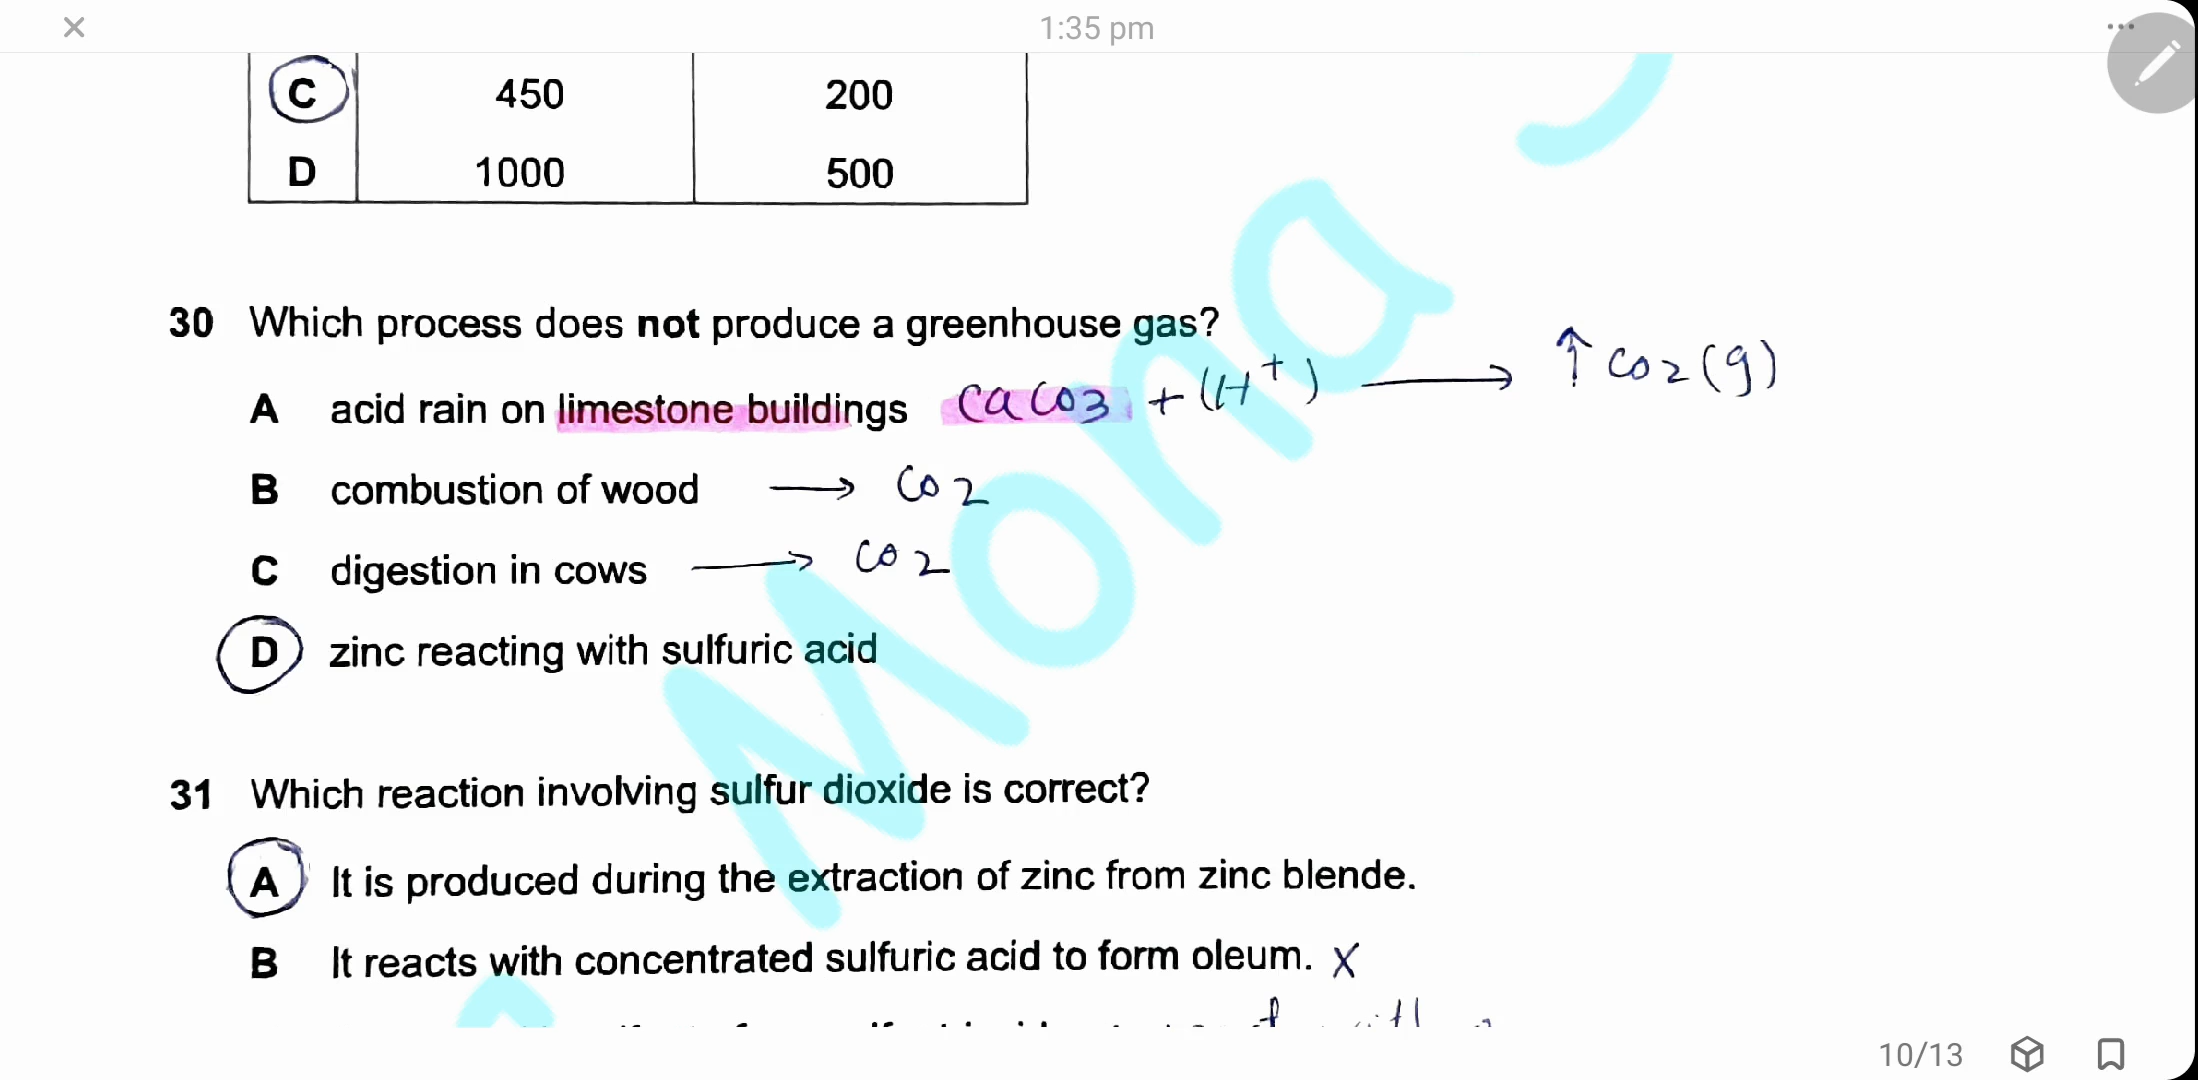 1:35 pm
C 450 200
D 1000 500
30 Which process does not produce a greenhouse gas?
A acid rain on limestone buildings CaCO3 + (H+) → ↑ CO2(g)
B combustion of wood → CO2
C digestion in cows → CO2
D zinc reacting with sulfuric acid
31 Which reaction involving sulfur dioxide is correct?
A It is produced during the extraction of zinc from zinc blende.
B It reacts with concentrated sulfuric acid to form oleum. X
Mona
10/13